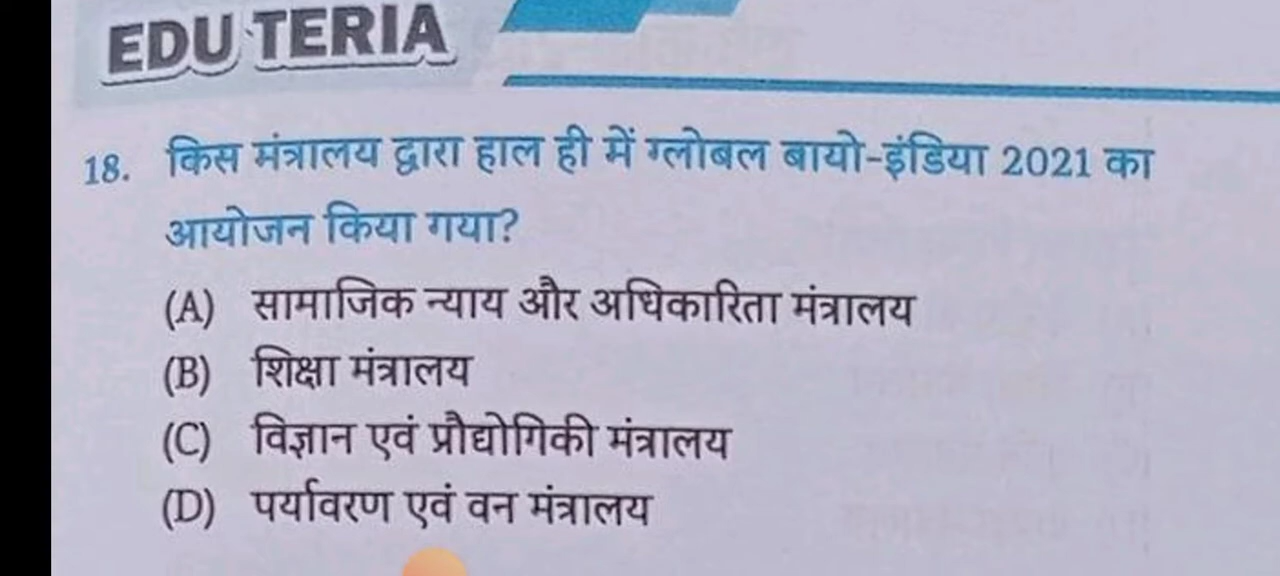 EDU TERIA
18. किस मंत्रालय द्वारा हाल ही में ग्लोबल बायो-इंडिया 2021 का
आयोजन किया गया?
(A) सामाजिक न्याय और अधिकारिता मंत्रालय
(B) शिक्षा मंत्रालय
(C) विज्ञान एवं प्रौद्योगिकी मंत्रालय
(D) पर्यावरण एवं वन मंत्रालय